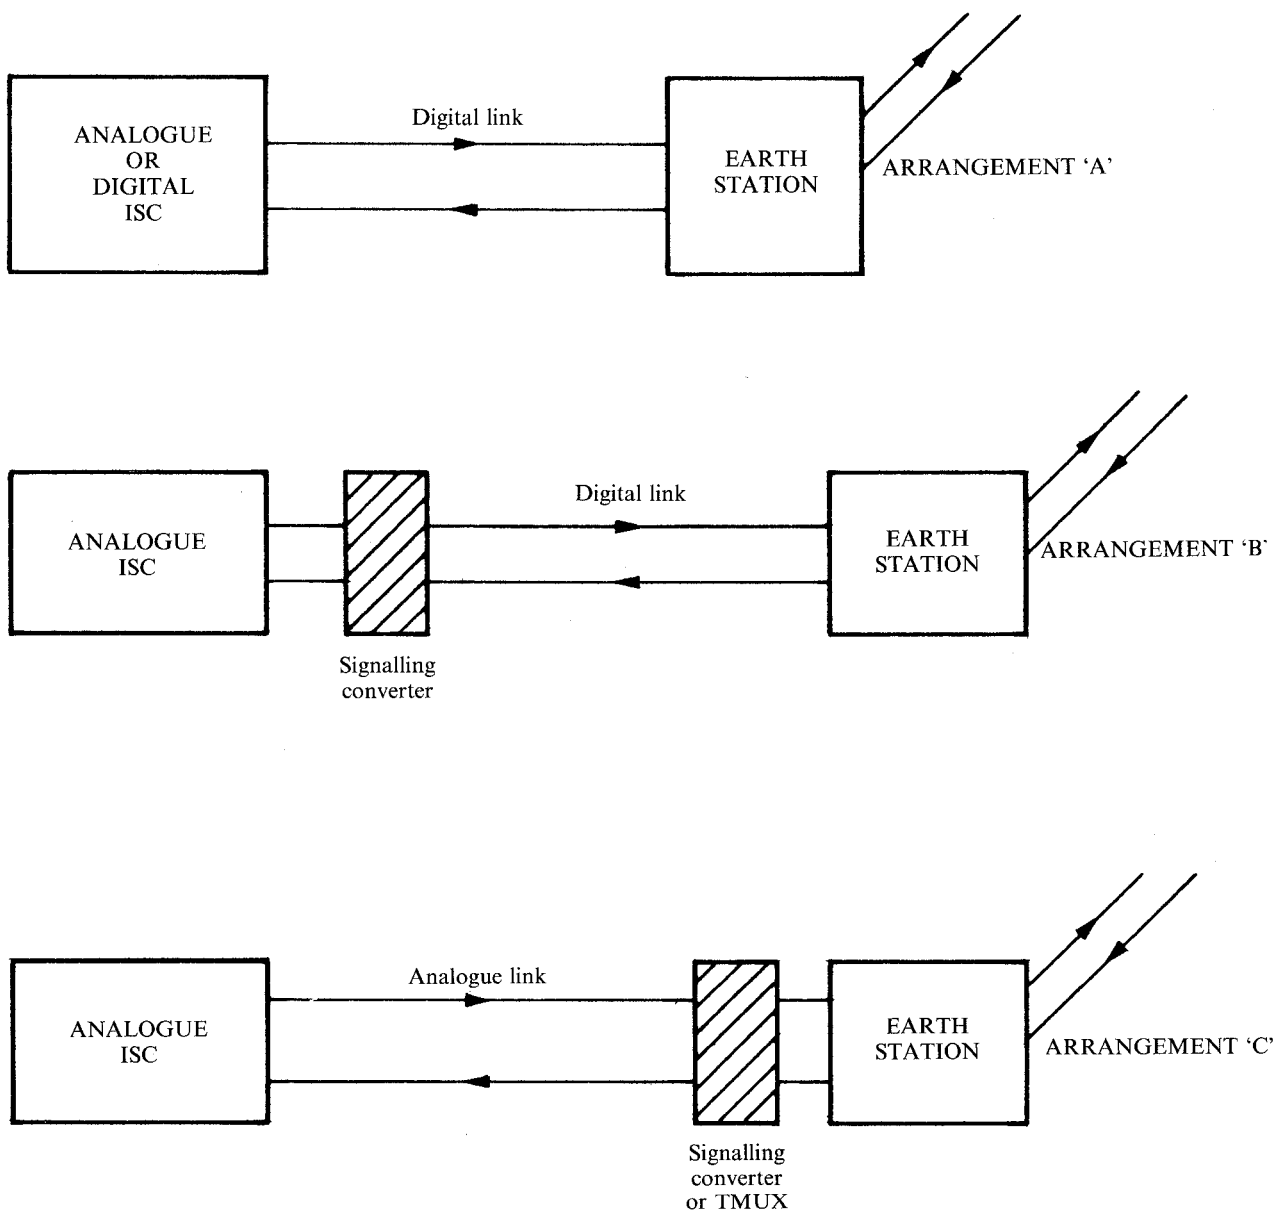 Digital link
ANALOGUE
OR
DIGITAL
ISC
EARTH
STATION
ARRANGEMENT ‘A’
Digital link
ANALOGUE
ISC
EARTH
STATION
ARRANGEMENT ‘B’
Signalling
converter
Analogue link
ANALOGUE
ISC
EARTH
STATION
ARRANGEMENT ‘C’
Signalling
converter
or TMUX